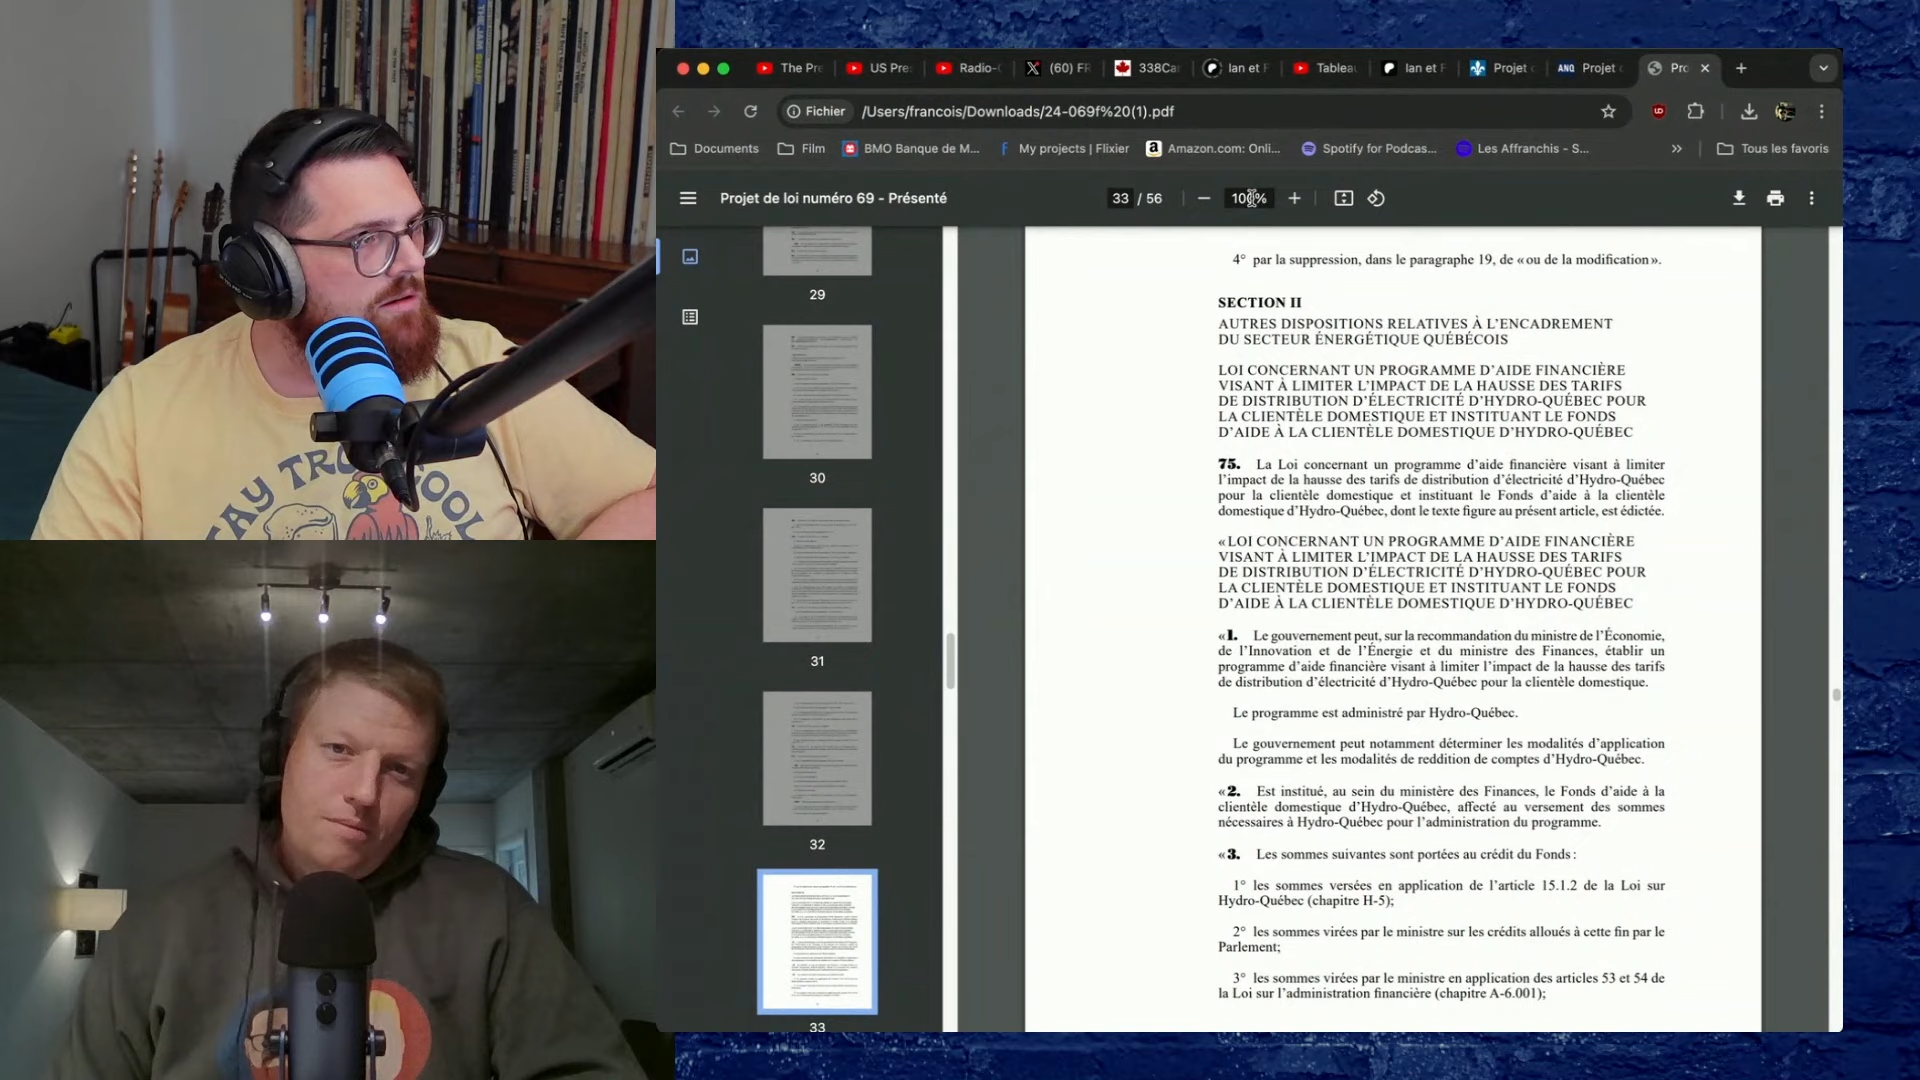 The Pre
US Pre
Radio-
(60) FR
338Ca
Ian et F
Tableau
Ian et F
Projet
ANQ
Projet
Pro
Fichier
/Users/francois/Downloads/24-069f%20(1).pdf
Documents
Film
BMO Banque de M...
My projects | Flixier
Amazon.com: Onli...
Spotify for Podcas...
Les Affranchis - S...
»
Tous les favoris
Projet de loi numéro 69 - Présenté
33 / 56
100%
29
30
31
32
33
4° par la suppression, dans le paragraphe 19, de « ou de la modification ».
SECTION II
AUTRES DISPOSITIONS RELATIVES À L’ENCADREMENT
DU SECTEUR ÉNERGÉTIQUE QUÉBÉCOIS
LOI CONCERNANT UN PROGRAMME D’AIDE FINANCIÈRE
VISANT À LIMITER L’IMPACT DE LA HAUSSE DES TARIFS
DE DISTRIBUTION D’ÉLECTRICITÉ D’HYDRO-QUÉBEC POUR
LA CLIENTÈLE DOMESTIQUE ET INSTITUANT LE FONDS
D’AIDE À LA CLIENTÈLE DOMESTIQUE D’HYDRO-QUÉBEC
75. La Loi concernant un programme d’aide financière visant à limiter
l’impact de la hausse des tarifs de distribution d’électricité d’Hydro-Québec
pour la clientèle domestique et instituant le Fonds d’aide à la clientèle
domestique d’Hydro-Québec, dont le texte figure au présent article, est édictée.
« LOI CONCERNANT UN PROGRAMME D’AIDE FINANCIÈRE
VISANT À LIMITER L’IMPACT DE LA HAUSSE DES TARIFS
DE DISTRIBUTION D’ÉLECTRICITÉ D’HYDRO-QUÉBEC POUR
LA CLIENTÈLE DOMESTIQUE ET INSTITUANT LE FONDS
D’AIDE À LA CLIENTÈLE DOMESTIQUE D’HYDRO-QUÉBEC
« 1. Le gouvernement peut, sur la recommandation du ministre de l’Économie,
de l’Innovation et de l’Énergie et du ministre des Finances, établir un
programme d’aide financière visant à limiter l’impact de la hausse des tarifs
de distribution d’électricité d’Hydro-Québec pour la clientèle domestique.
Le programme est administré par Hydro-Québec.
Le gouvernement peut notamment déterminer les modalités d’application
du programme et les modalités de reddition de comptes d’Hydro-Québec.
« 2. Est institué, au sein du ministère des Finances, le Fonds d’aide à la
clientèle domestique d’Hydro-Québec, affecté au versement des sommes
nécessaires à Hydro-Québec pour l’administration du programme.
« 3. Les sommes suivantes sont portées au crédit du Fonds :
1° les sommes versées en application de l’article 15.1.2 de la Loi sur
Hydro-Québec (chapitre H-5);
2° les sommes virées par le ministre sur les crédits alloués à cette fin par le
Parlement;
3° les sommes virées par le ministre en application des articles 53 et 54 de
la Loi sur l’administration financière (chapitre A-6.001);
THE JAM SNAP